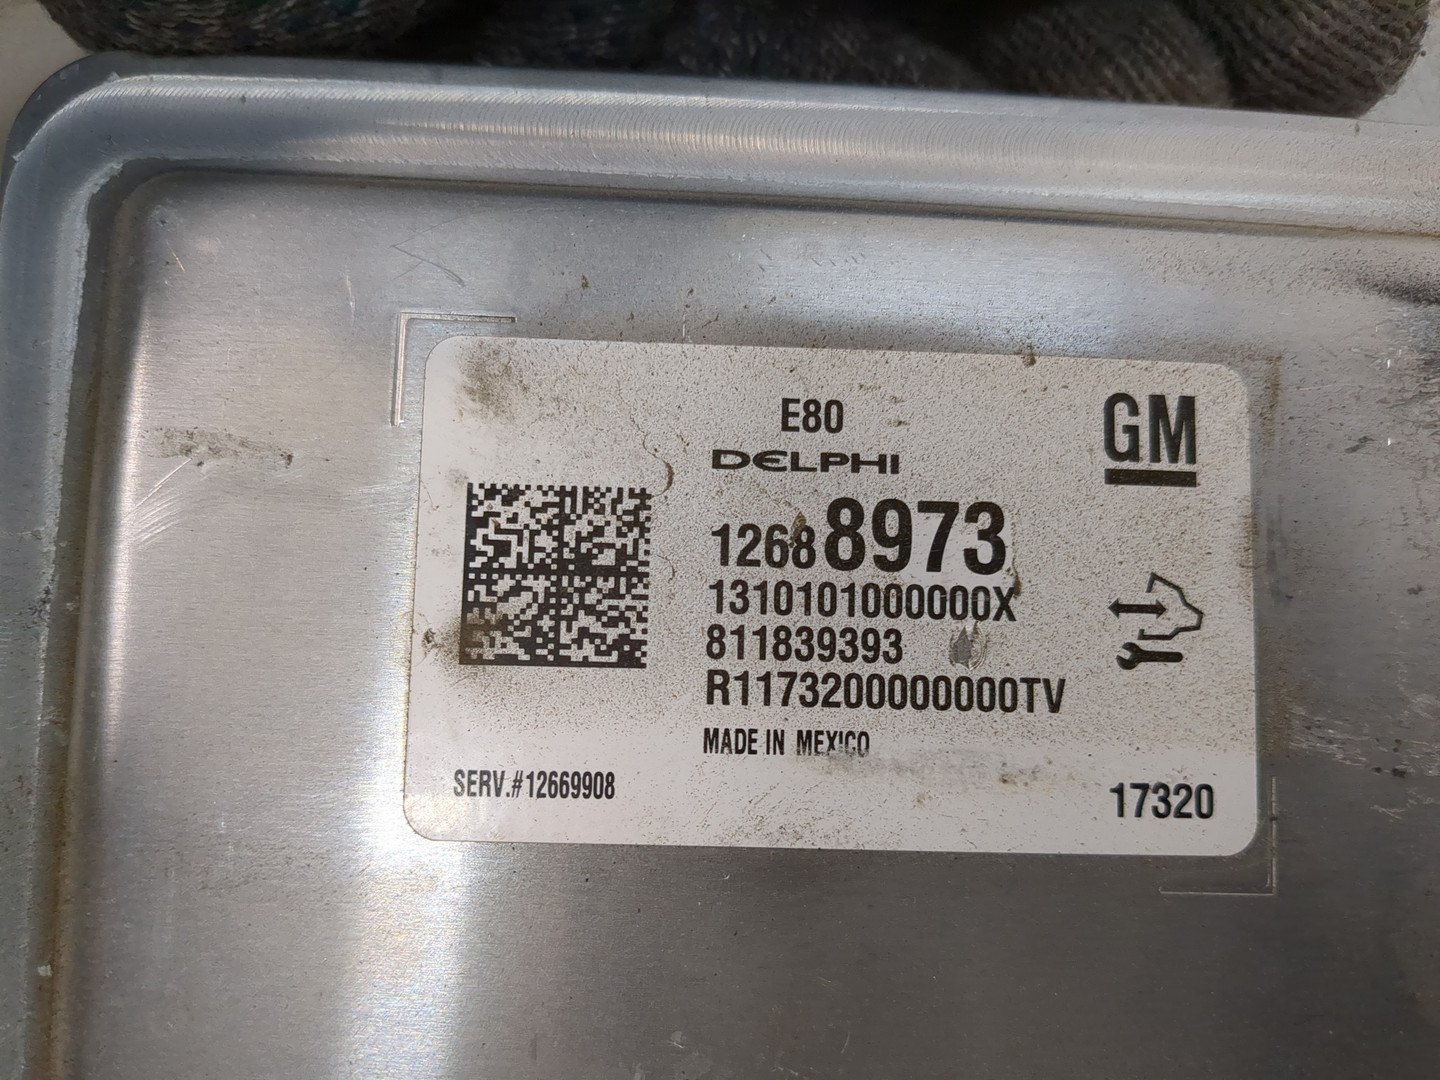 E80
GM
DELPHI
12688973
1310101000000X
811839393
R1173200000000TV
MADE IN MEXICO
SERV.#12669908
17320